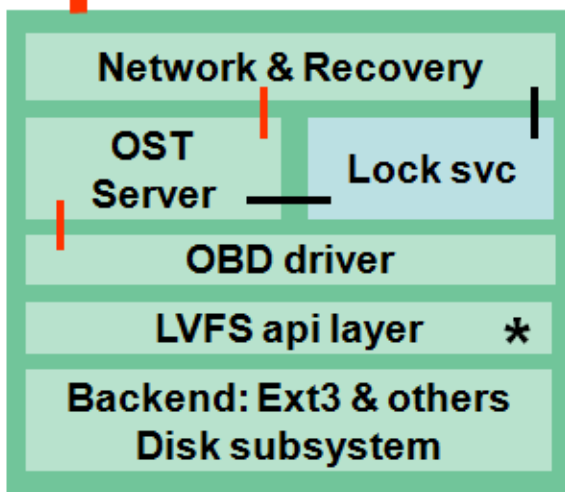 Network & Recovery
OST
Server
Lock svc
OBD driver
LVFS api layer *
Backend: Ext3 & others
Disk subsystem